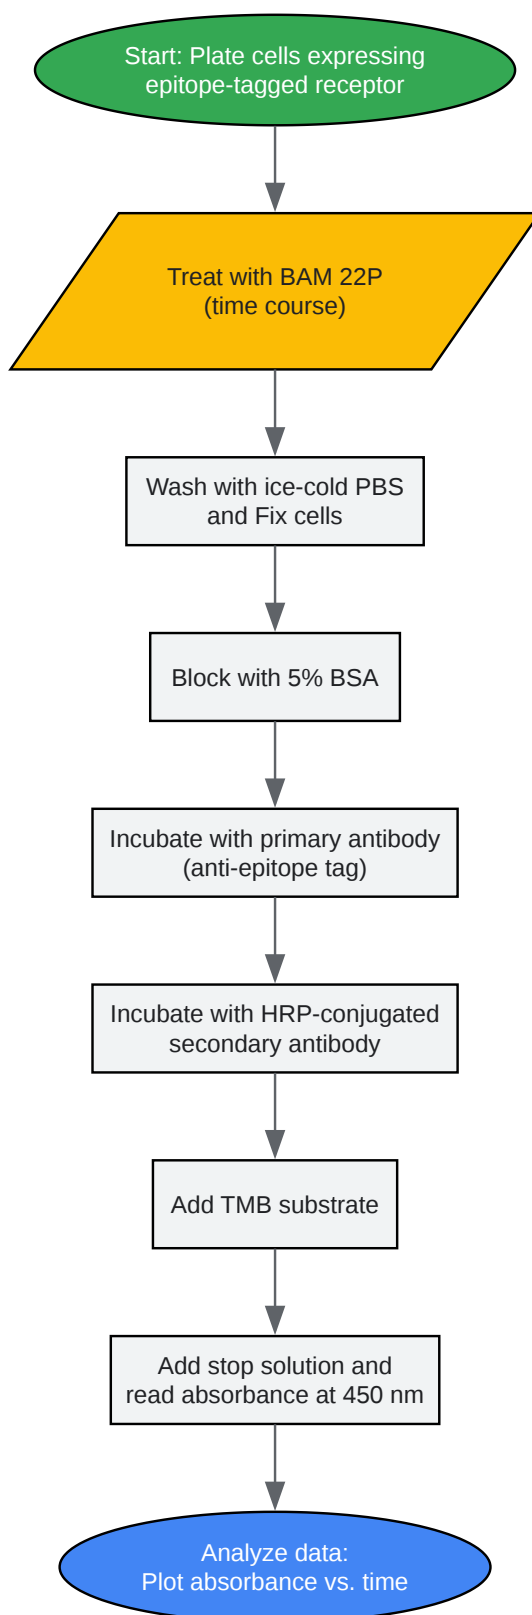 Start: Plate cells expressing
epitope-tagged receptor
Treat with BAM 22P
(time course)
Wash with ice-cold PBS
and Fix cells
Block with 5% BSA
Incubate with primary antibody
(anti-epitope tag)
Incubate with HRP-conjugated
secondary antibody
Add TMB substrate
Add stop solution and
read absorbance at 450 nm
Analyze data:
Plot absorbance vs. time